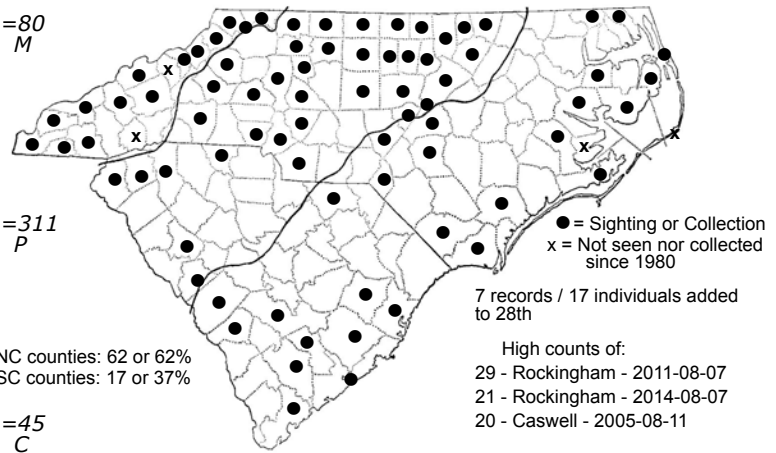 =80
M
=311
P
=45
C
x
x
x
x
● = Sighting or Collection
x = Not seen nor collected
since 1980
7 records / 17 individuals added
to 28th
NC counties: 62 or 62%
SC counties: 17 or 37%
High counts of:
29 - Rockingham - 2011-08-07
21 - Rockingham - 2014-08-07
20 - Caswell - 2005-08-11